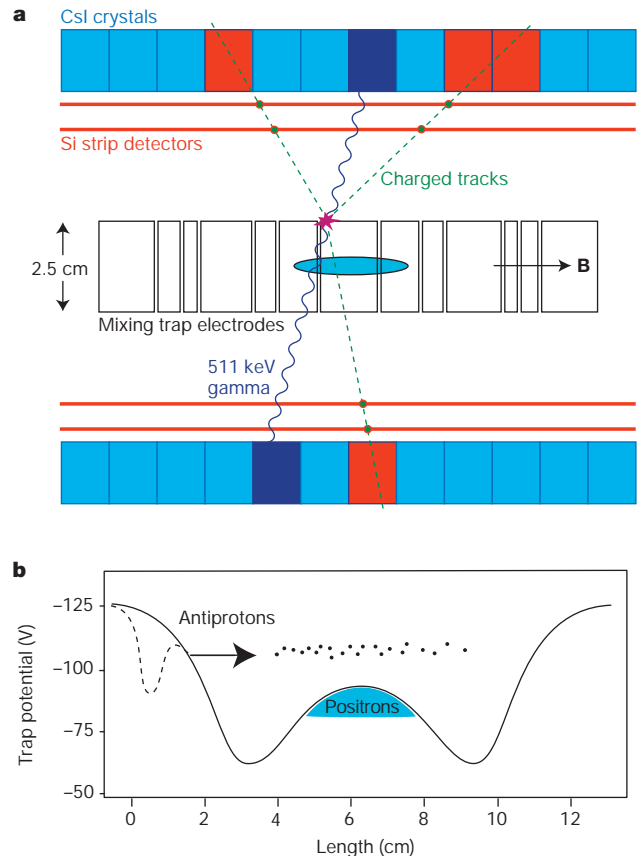 a
CsI crystals
Si strip detectors
Charged tracks
2.5 cm
B
Mixing trap electrodes
511 keV
gamma
b
–125
Antiprotons
–100
Trap potential (V)
Positrons
–75
–50
0 2 4 6 8 10 12
Length (cm)